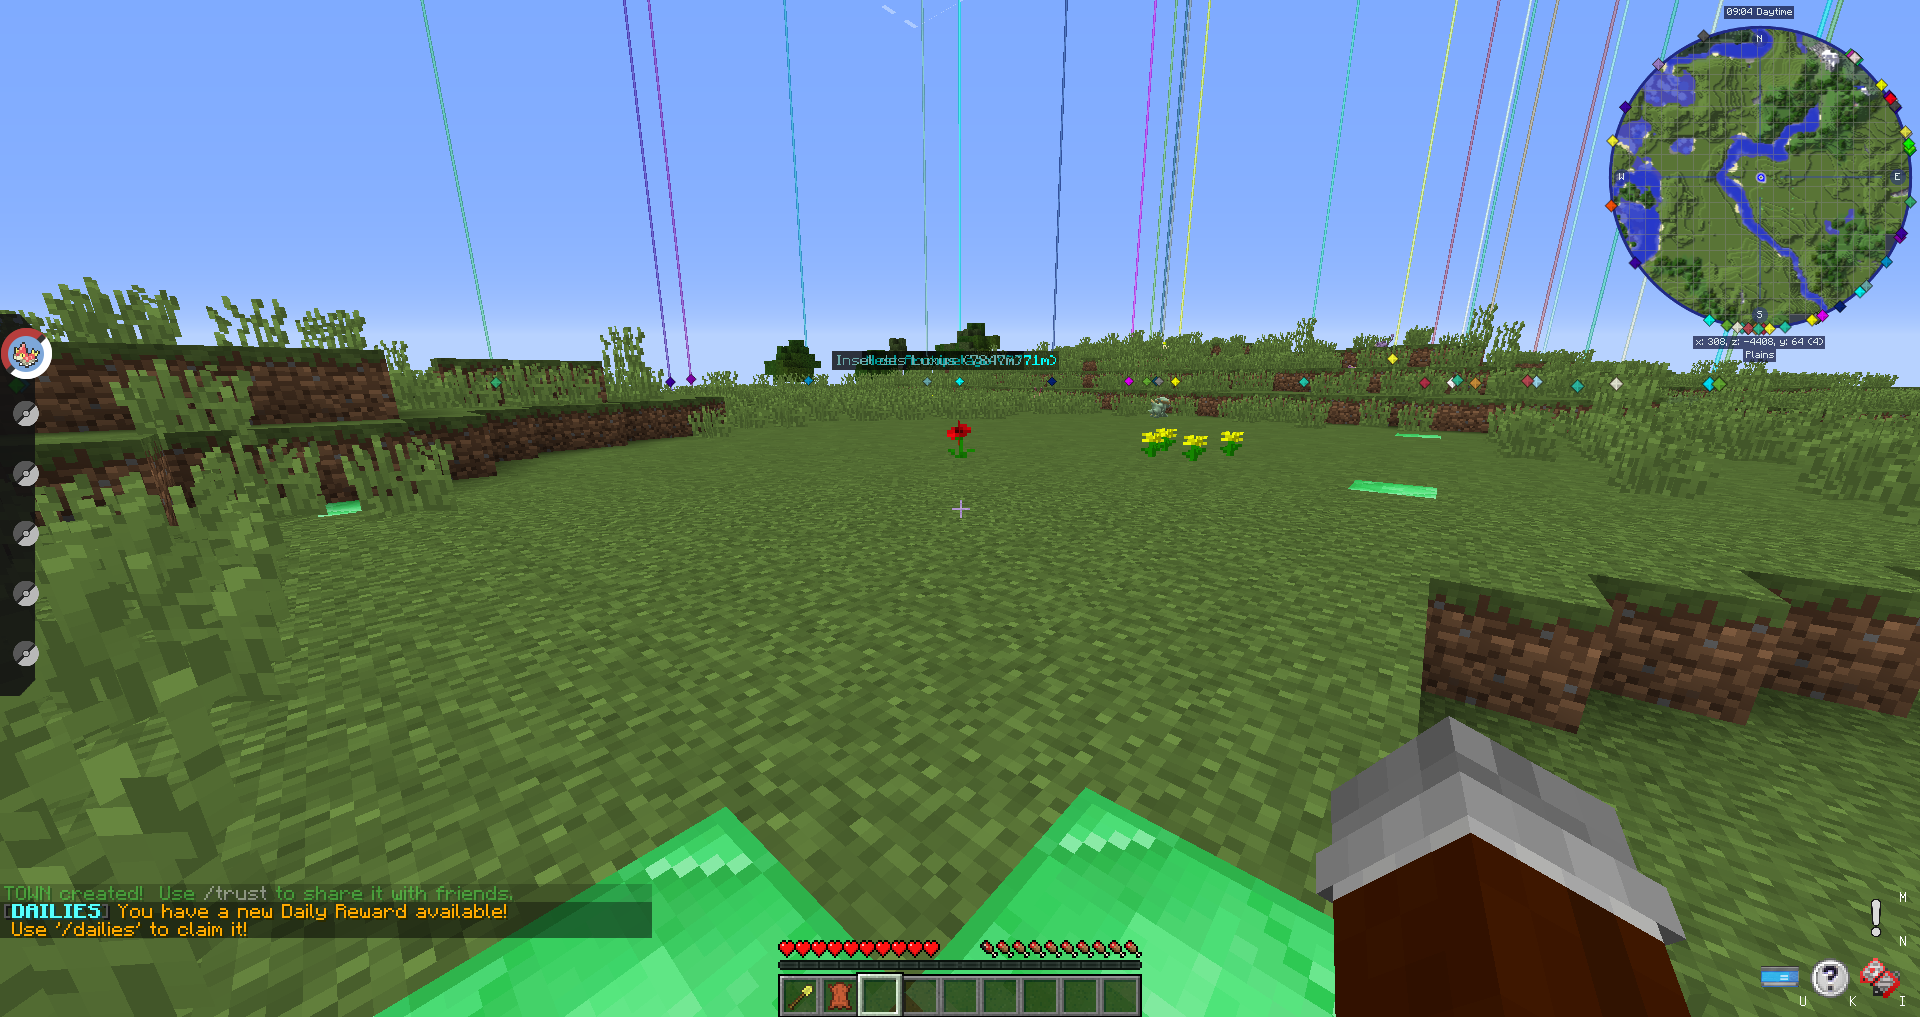 09:04 Daytime
N
W
E
S
x: 308, z: -4408, y: 64 (4)
Plains
TOWN created! Use /trust to share it with friends.
[DAILIES] You have a new Daily Reward available!
Use '/dailies' to claim it!
M
N
U
K
I